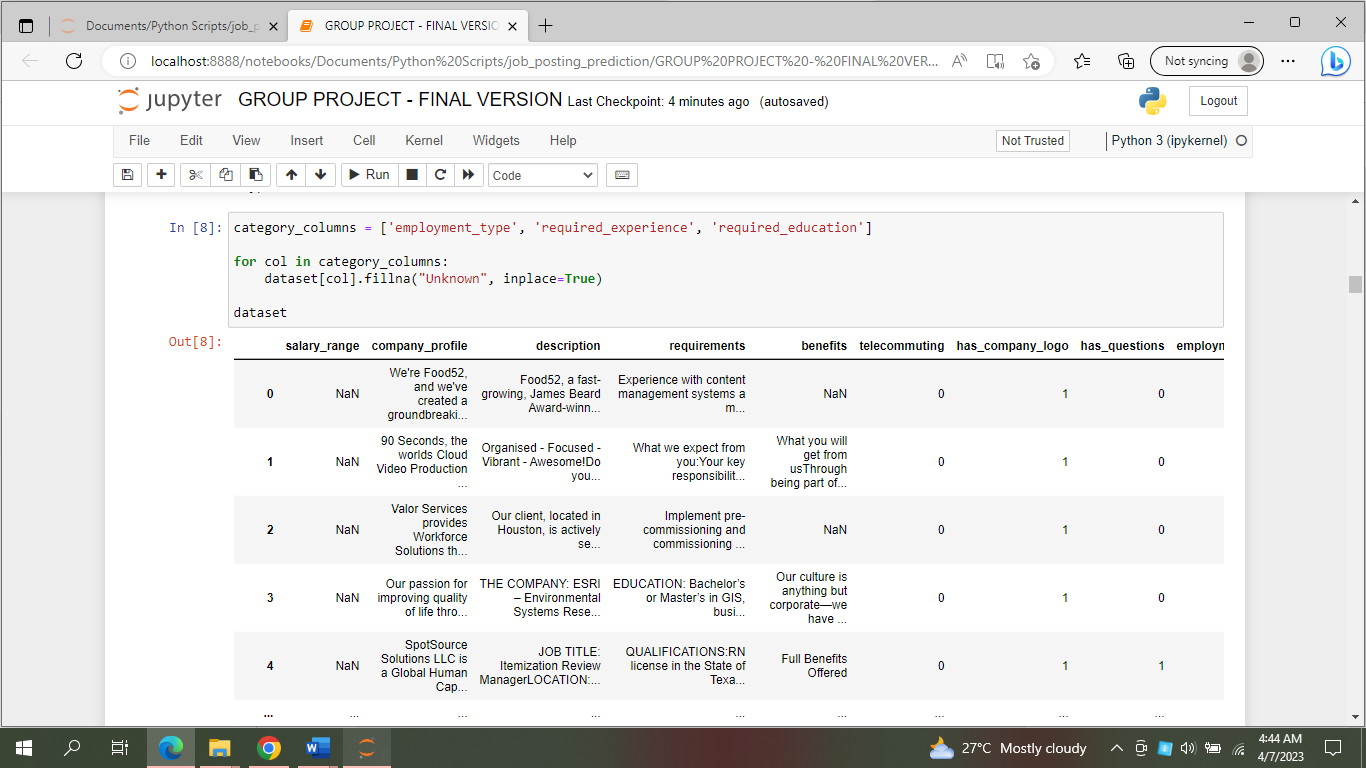 Documents/Python Scripts/job_p
GROUP PROJECT - FINAL VERSIO
localhost:8888/notebooks/Documents/Python%20Scripts/job_posting_prediction/GROUP%20PROJECT%20-%20FINAL%20VER...
Not syncing
jupyter GROUP PROJECT - FINAL VERSION Last Checkpoint: 4 minutes ago (autosaved)
Logout
File Edit View Insert Cell Kernel Widgets Help
Not Trusted
Python 3 (ipykernel)
Run
Code
In [8]:
category_columns = ['employment_type', 'required_experience', 'required_education']
for col in category_columns:
    dataset[col].fillna("Unknown", inplace=True)
dataset
Out[8]:
salary_range company_profile description requirements benefits telecommuting has_company_logo has_questions employn
0 NaN
We're Food52,
and we've
created a
groundbreaki...
Food52, a fast-
growing, James Beard
Award-winn...
Experience with content
management systems a
m...
NaN 0 1 0
1 NaN
90 Seconds, the
worlds Cloud
Video Production
...
Organised - Focused -
Vibrant - Awesome!Do
you...
What we expect from
you:Your key
responsibilit...
What you will
get from
usThrough
being part of...
0 1 0
2 NaN
Valor Services
provides
Workforce
Solutions th...
Our client, located in
Houston, is actively
se...
Implement pre-
commissioning and
commissioning ...
NaN 0 1 0
3 NaN
Our passion for
improving quality
of life thro...
THE COMPANY: ESRI
– Environmental
Systems Rese...
EDUCATION: Bachelor's
or Master's in GIS,
busi...
Our culture is
anything but
corporate—we
have ...
0 1 0
4 NaN
SpotSource
Solutions LLC is
a Global Human
Cap...
JOB TITLE:
Itemization Review
ManagerLOCATION:...
QUALIFICATIONS:RN
license in the State of
Texa...
Full Benefits
Offered
0 1 1
... ... ... ... ... ... ... ... ...
27°C Mostly cloudy
4:44 AM
4/7/2023